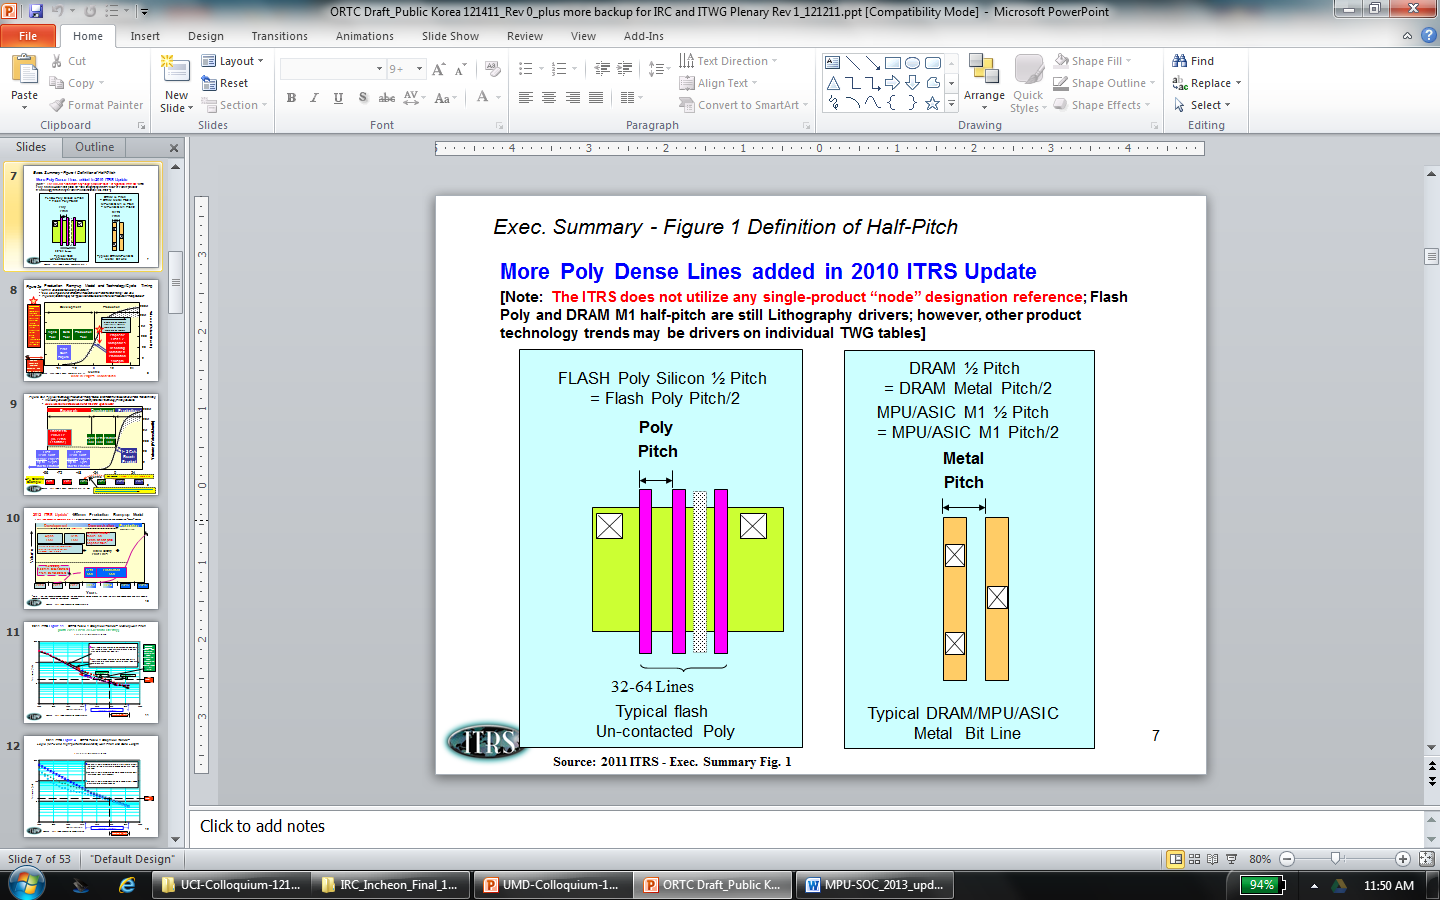 ORTC Draft_Public Korea 121411_Rev 0_plus more backup for IRC and ITWG Plenary Rev 1_121211.ppt [Compatibility Mode] - Microsoft PowerPoint
File Home Insert Design Transitions Animations Slide Show Review View Add-Ins
Paste
Cut
Copy
Format Painter
Clipboard
New Slide
Layout
Reset
Section
Slides
9+
B I U S abc AV Aa A
Font
Text Direction
Align Text
Convert to SmartArt
Paragraph
Arrange
Quick Styles
Shape Fill
Shape Outline
Shape Effects
Drawing
Find
Replace
Select
Editing
Slides Outline
7
8
9
10
11
12
Exec. Summary - Figure 1 Definition of Half-Pitch
More Poly Dense Lines added in 2010 ITRS Update
[Note: The ITRS does not utilize any single-product “node” designation reference; Flash
Poly and DRAM M1 half-pitch are still Lithography drivers; however, other product
technology trends may be drivers on individual TWG tables]
FLASH Poly Silicon ½ Pitch
= Flash Poly Pitch/2
Poly
Pitch
32-64 Lines
Typical flash
Un-contacted Poly
DRAM ½ Pitch
= DRAM Metal Pitch/2
MPU/ASIC M1 ½ Pitch
= MPU/ASIC M1 Pitch/2
Metal
Pitch
Typical DRAM/MPU/ASIC
Metal Bit Line
ITRS
7
Source: 2011 ITRS - Exec. Summary Fig. 1
Click to add notes
Slide 7 of 53 "Default Design" 80%
UCI-Colloquium-121... IRC_Incheon_Final_1... UMD-Colloquium-1... ORTC Draft_Public K... MPU-SOC_2013_upd... 94% 11:50 AM